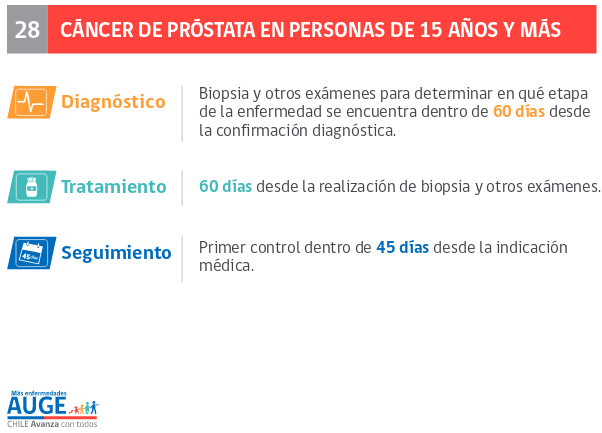 28 CÁNCER DE PRÓSTATA EN PERSONAS DE 15 AÑOS Y MÁS
Diagnóstico
Biopsia y otros exámenes para determinar en qué etapa
de la enfermedad se encuentra dentro de 60 días desde
la confirmación diagnóstica.
Tratamiento
60 días desde la realización de biopsia y otros exámenes.
45 días
Seguimiento
Primer control dentro de 45 días desde la indicación
médica.
Más enfermedades
AUGE
CHILE Avanza con todos